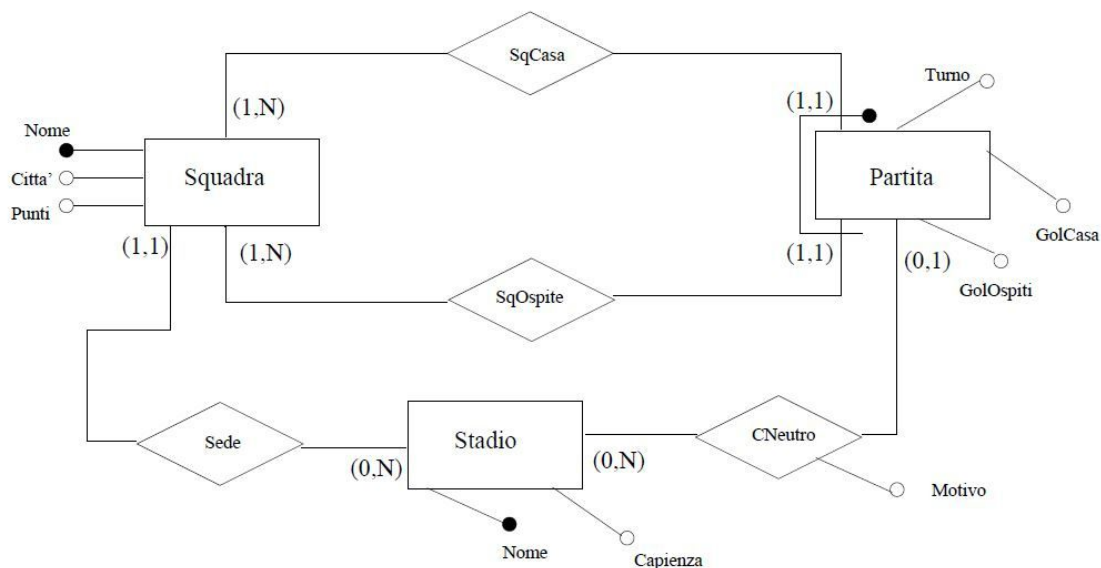 SqCasa
Turno
(1,N)
(1,1)
Nome
Citta'
Punti
Squadra
Partita
GolCasa
(1,1)
(1,N)
(1,1)
(0,1)
GolOspiti
SqOspite
Sede
Stadio
CNeutro
(0,N)
(0,N)
Motivo
Nome
Capienza